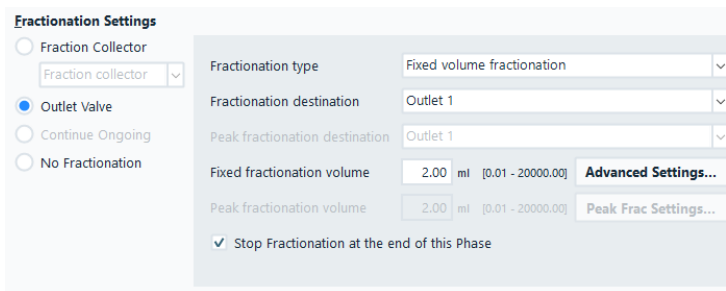 Fractionation Settings
Fraction Collector
Fraction collector
Outlet Valve
Continue Ongoing
No Fractionation
Fractionation type Fixed volume fractionation
Fractionation destination Outlet 1
Peak fractionation destination Outlet 1
Fixed fractionation volume 2.00 ml [0.01 - 20000.00] Advanced Settings...
Peak fractionation volume 2.00 ml [0.01 - 20000.00] Peak Frac Settings...
Stop Fractionation at the end of this Phase